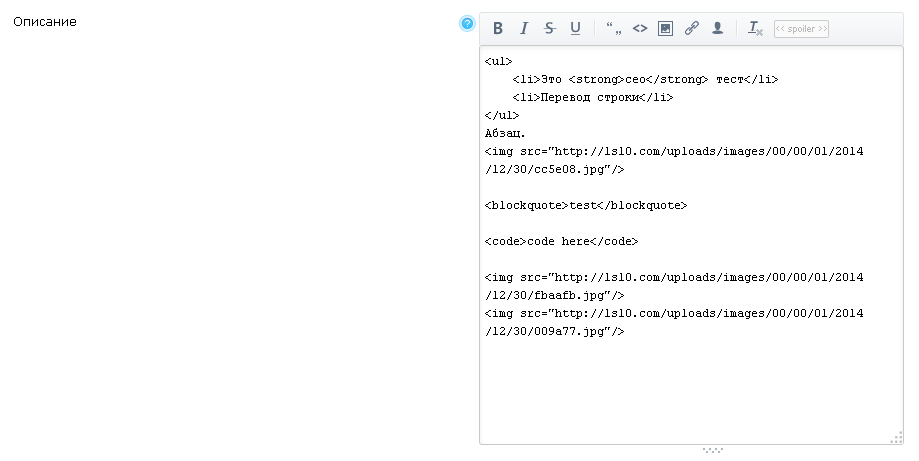 Описание
?
B I S U “ „ <> T << spoiler >>
<ul>
    <li>Это <strong>сео</strong> тест</li>
    <li>Перевод строки</li>
</ul>
Абзац.
<img src="http://ls10.com/uploads/images/00/00/01/2014
/12/30/cc5e08.jpg"/>
<blockquote>test</blockquote>
<code>code here</code>
<img src="http://ls10.com/uploads/images/00/00/01/2014
/12/30/fbaafb.jpg"/>
<img src="http://ls10.com/uploads/images/00/00/01/2014
/12/30/009a77.jpg"/>